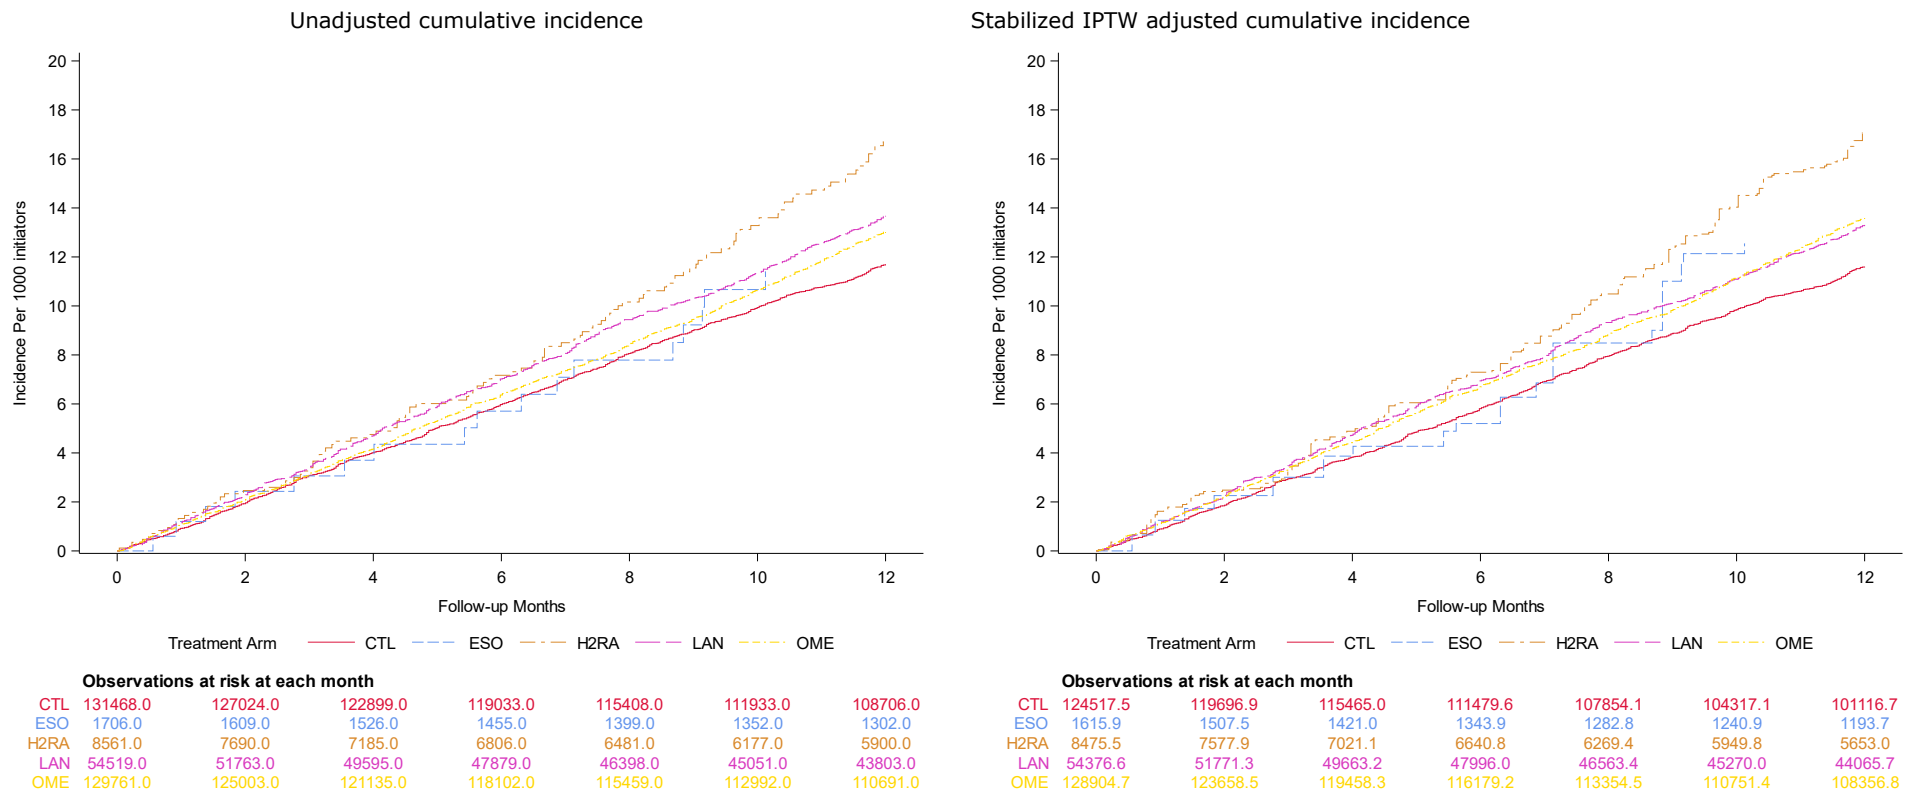 Unadjusted cumulative incidence
20
18
16
14
12
10
8
6
4
2
0
Incidence Per 1000 initiators
0 2 4 6 8 10 12
Follow-up Months
Treatment Arm CTL ESO H2RA LAN OME
Observations at risk at each month
CTL 131468.0 127024.0 122899.0 119033.0 115408.0 111933.0 108706.0
ESO 1706.0 1609.0 1526.0 1455.0 1399.0 1352.0 1302.0
H2RA 8561.0 7690.0 7185.0 6806.0 6481.0 6177.0 5900.0
LAN 54519.0 51763.0 49595.0 47879.0 46398.0 45051.0 43803.0
OME 129761.0 125003.0 121135.0 118102.0 115459.0 112992.0 110691.0
Stabilized IPTW adjusted cumulative incidence
20
18
16
14
12
10
8
6
4
2
0
Incidence Per 1000 initiators
0 2 4 6 8 10 12
Follow-up Months
Treatment Arm CTL ESO H2RA LAN OME
Observations at risk at each month
CTL 124517.5 119696.9 115465.0 111479.6 107854.1 104317.1 101116.7
ESO 1615.9 1507.5 1421.0 1343.9 1282.8 1240.9 1193.7
H2RA 8475.5 7577.9 7021.1 6640.8 6269.4 5949.8 5653.0
LAN 54376.6 51771.3 49663.2 47996.0 46563.4 45270.0 44065.7
OME 128904.7 123658.5 119458.3 116179.2 113354.5 110751.4 108356.8